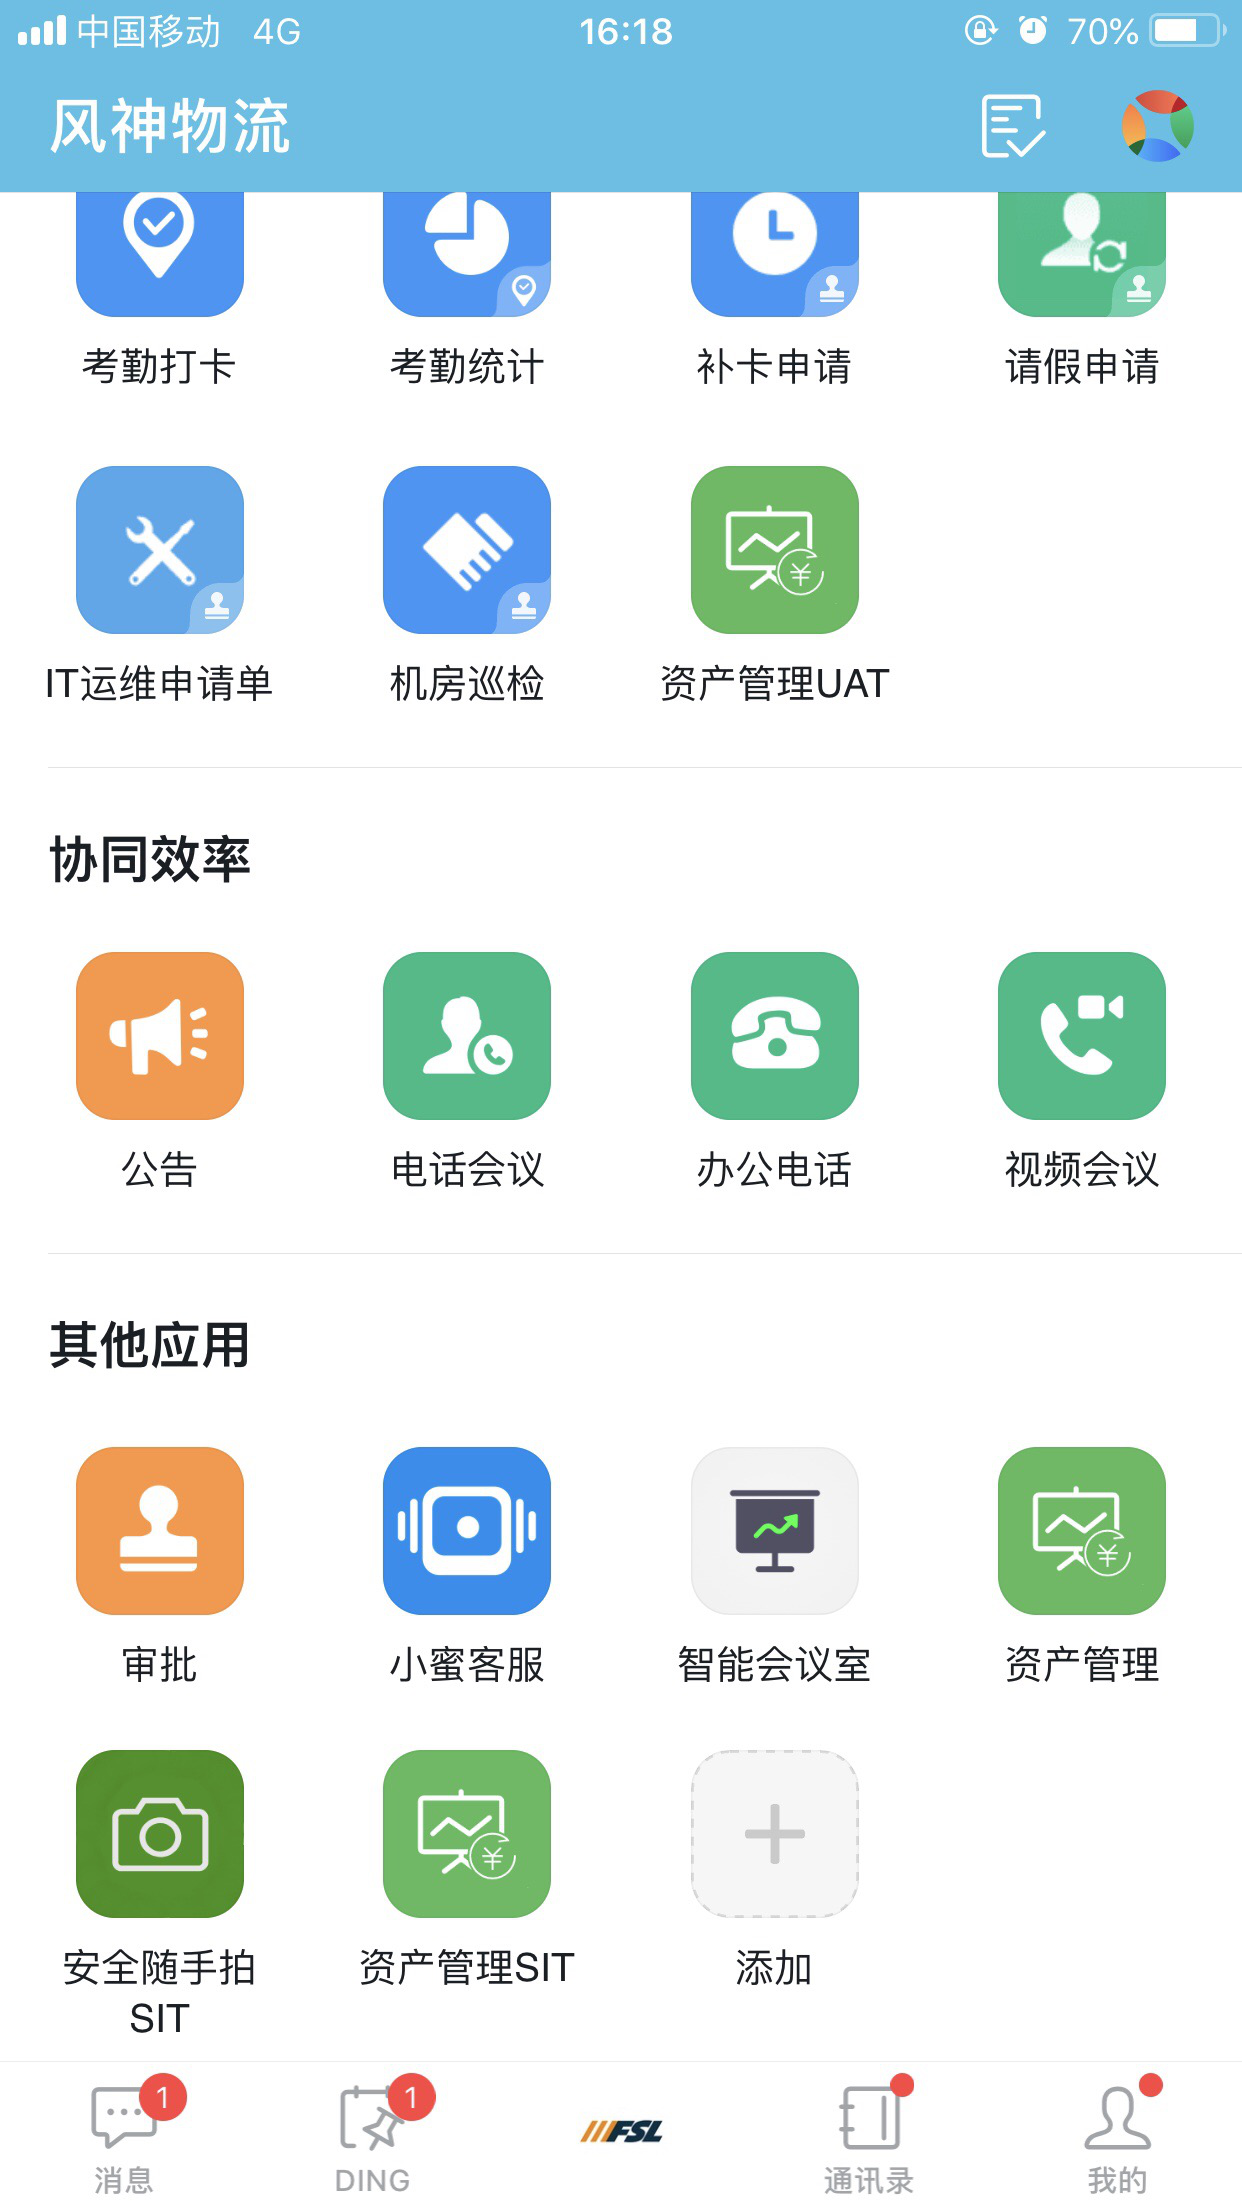 中国移动 4G 16:18 70%
风神物流
考勤打卡 考勤统计 补卡申请 请假申请
IT运维申请单 机房巡检 资产管理UAT
协同效率
公告 电话会议 办公电话 视频会议
其他应用
审批 小蜜客服 智能会议室 资产管理
安全随手拍 资产管理SIT 添加
SIT
1 1
FSL
消息 DING 通讯录 我的